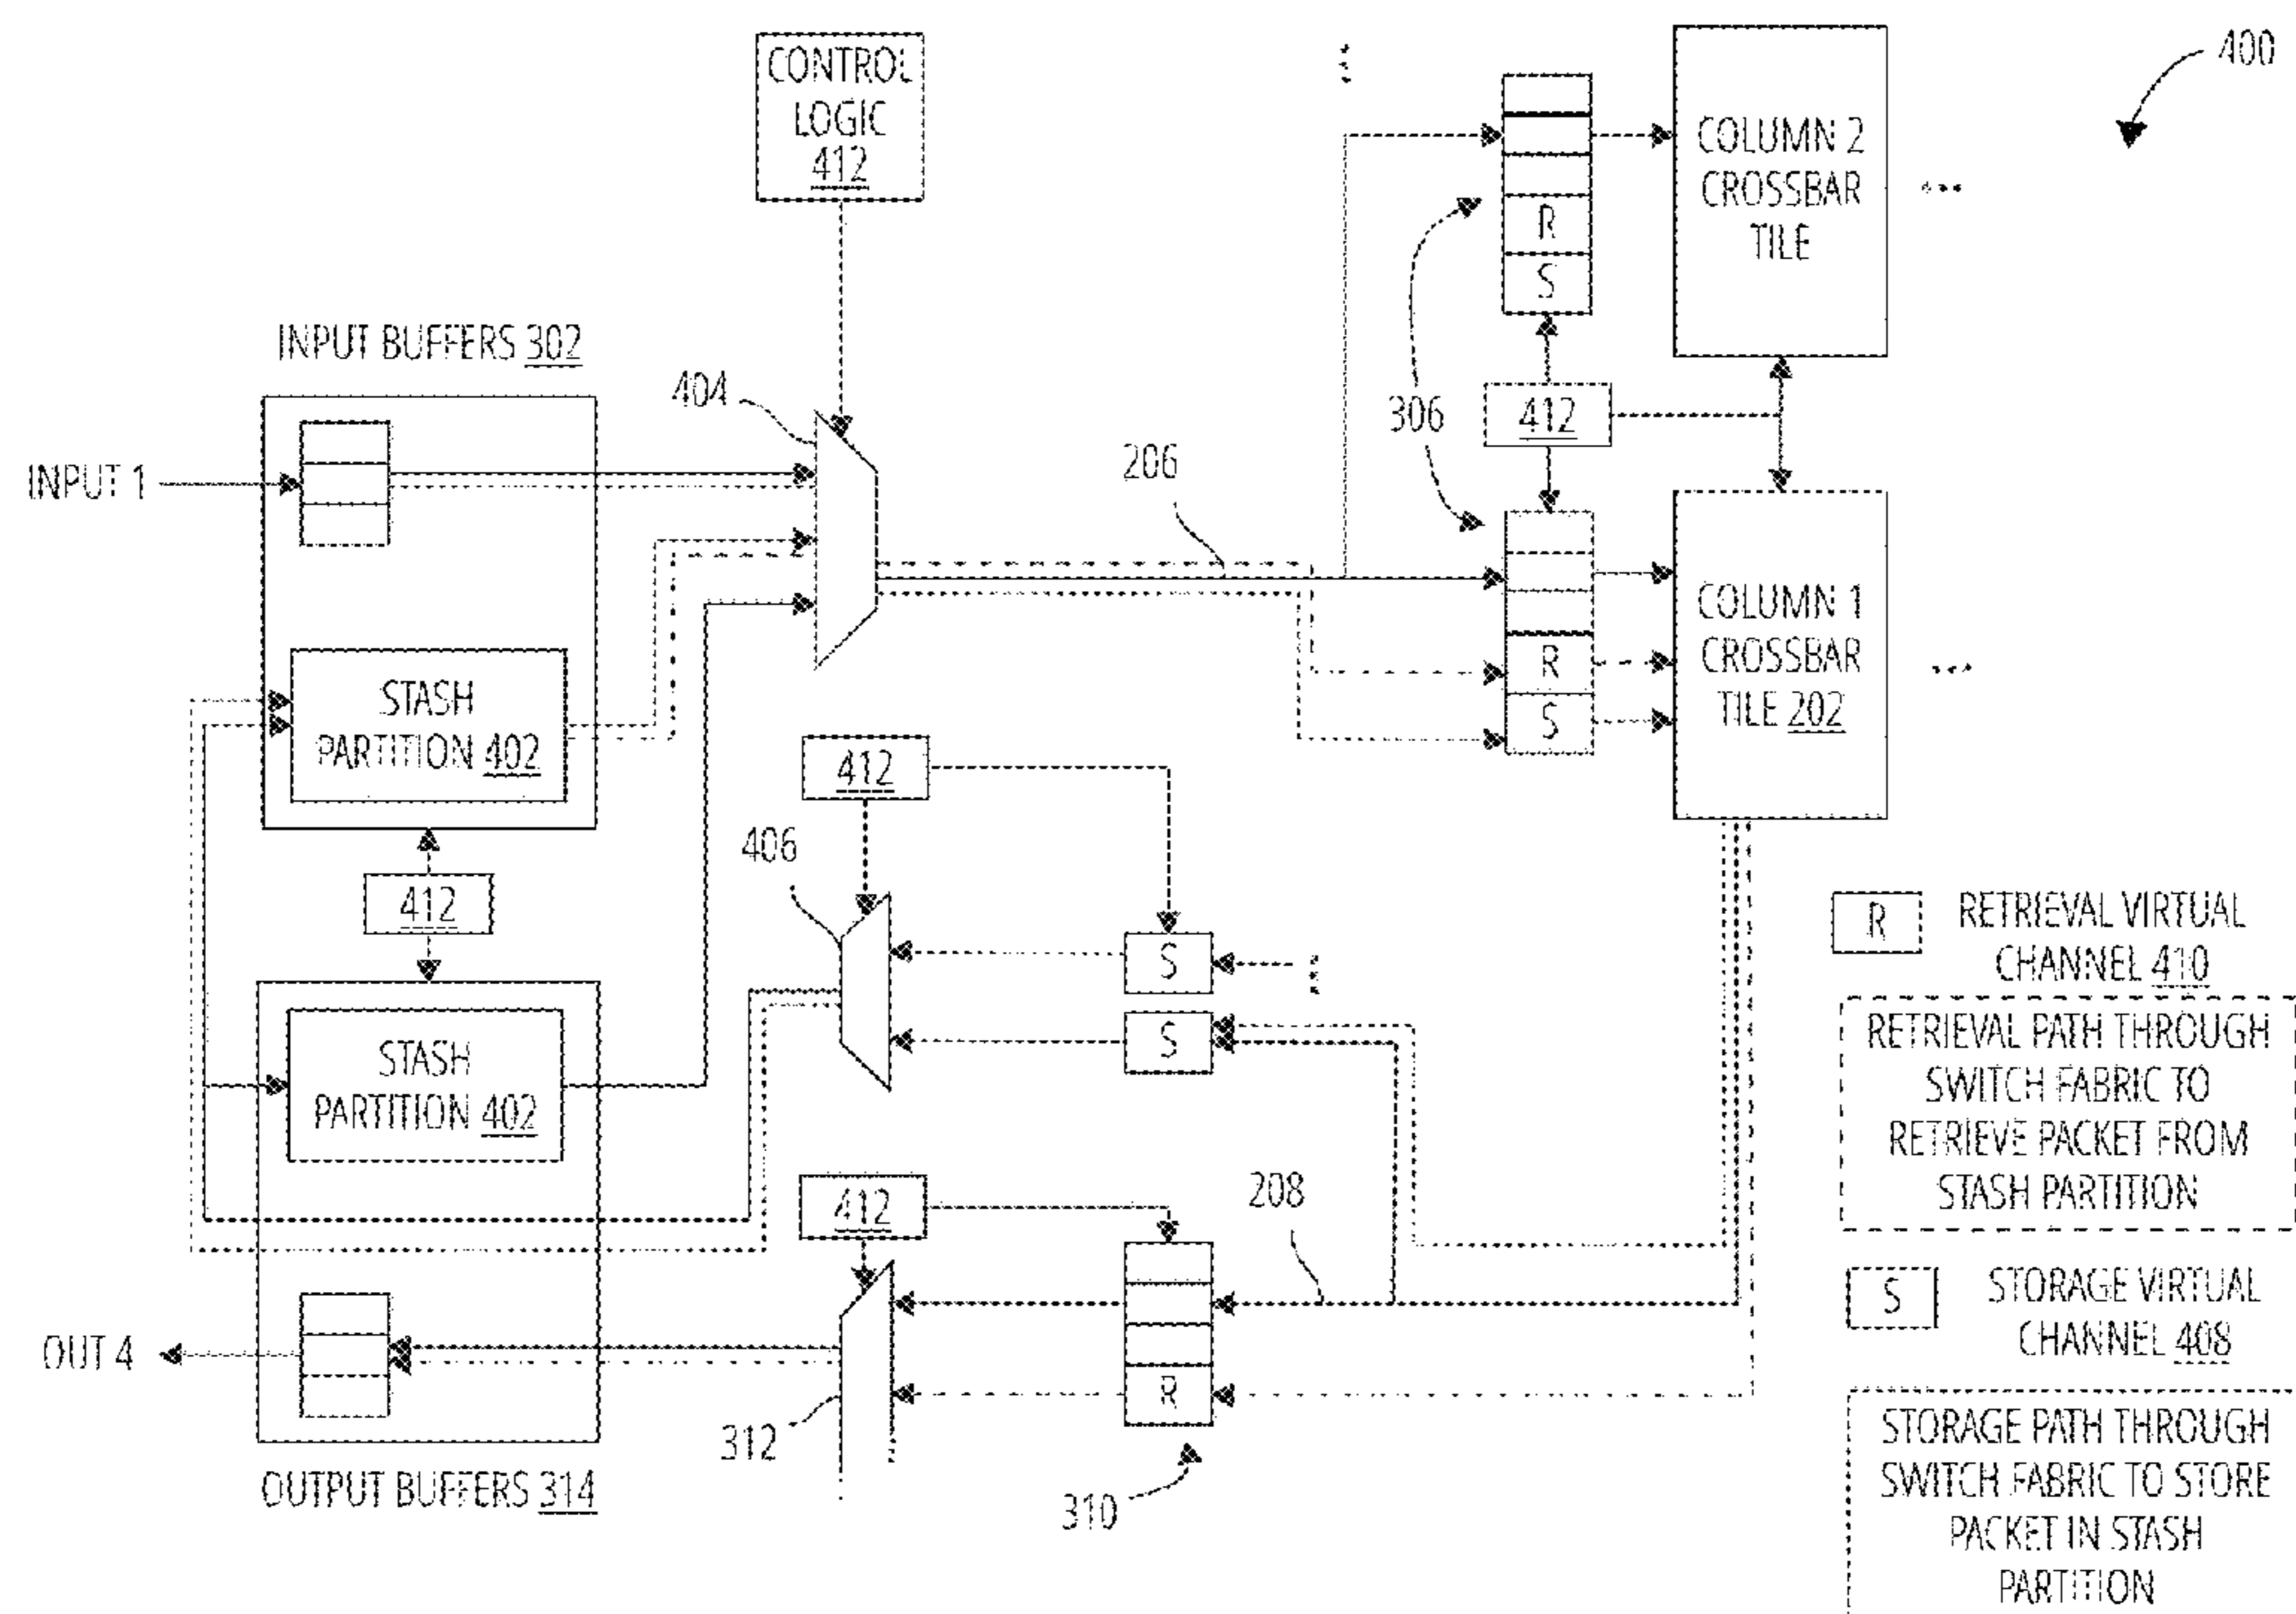 400
CONTROL
LOGIC
412
COLUMN 2
CROSSBAR
TILE
R
S
INPUT BUFFERS 302
404
306
412
INPUT 1
206
COLUMN 1
CROSSBAR
TILE 202
R
S
STASH
PARTITION 402
412
406
412
S
S
STASH
PARTITION 402
R
RETRIEVAL VIRTUAL
CHANNEL 410
RETRIEVAL PATH THROUGH
SWITCH FABRIC TO
RETRIEVE PACKET FROM
STASH PARTITION
412
208
S
STORAGE VIRTUAL
CHANNEL 408
OUT 4
R
312
310
OUTPUT BUFFERS 314
STORAGE PATH THROUGH
SWITCH FABRIC TO STORE
PACKET IN STASH
PARTITION